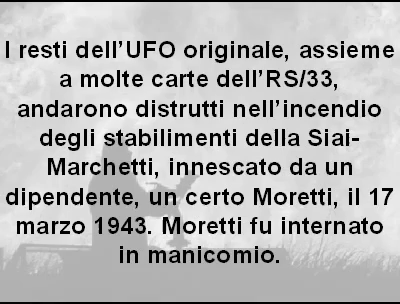 I resti dell’UFO originale, assieme
a molte carte dell’RS/33,
andarono distrutti nell’incendio
degli stabilimenti della Siai-
Marchetti, innescato da un
dipendente, un certo Moretti, il 17
marzo 1943. Moretti fu internato
in manicomio.